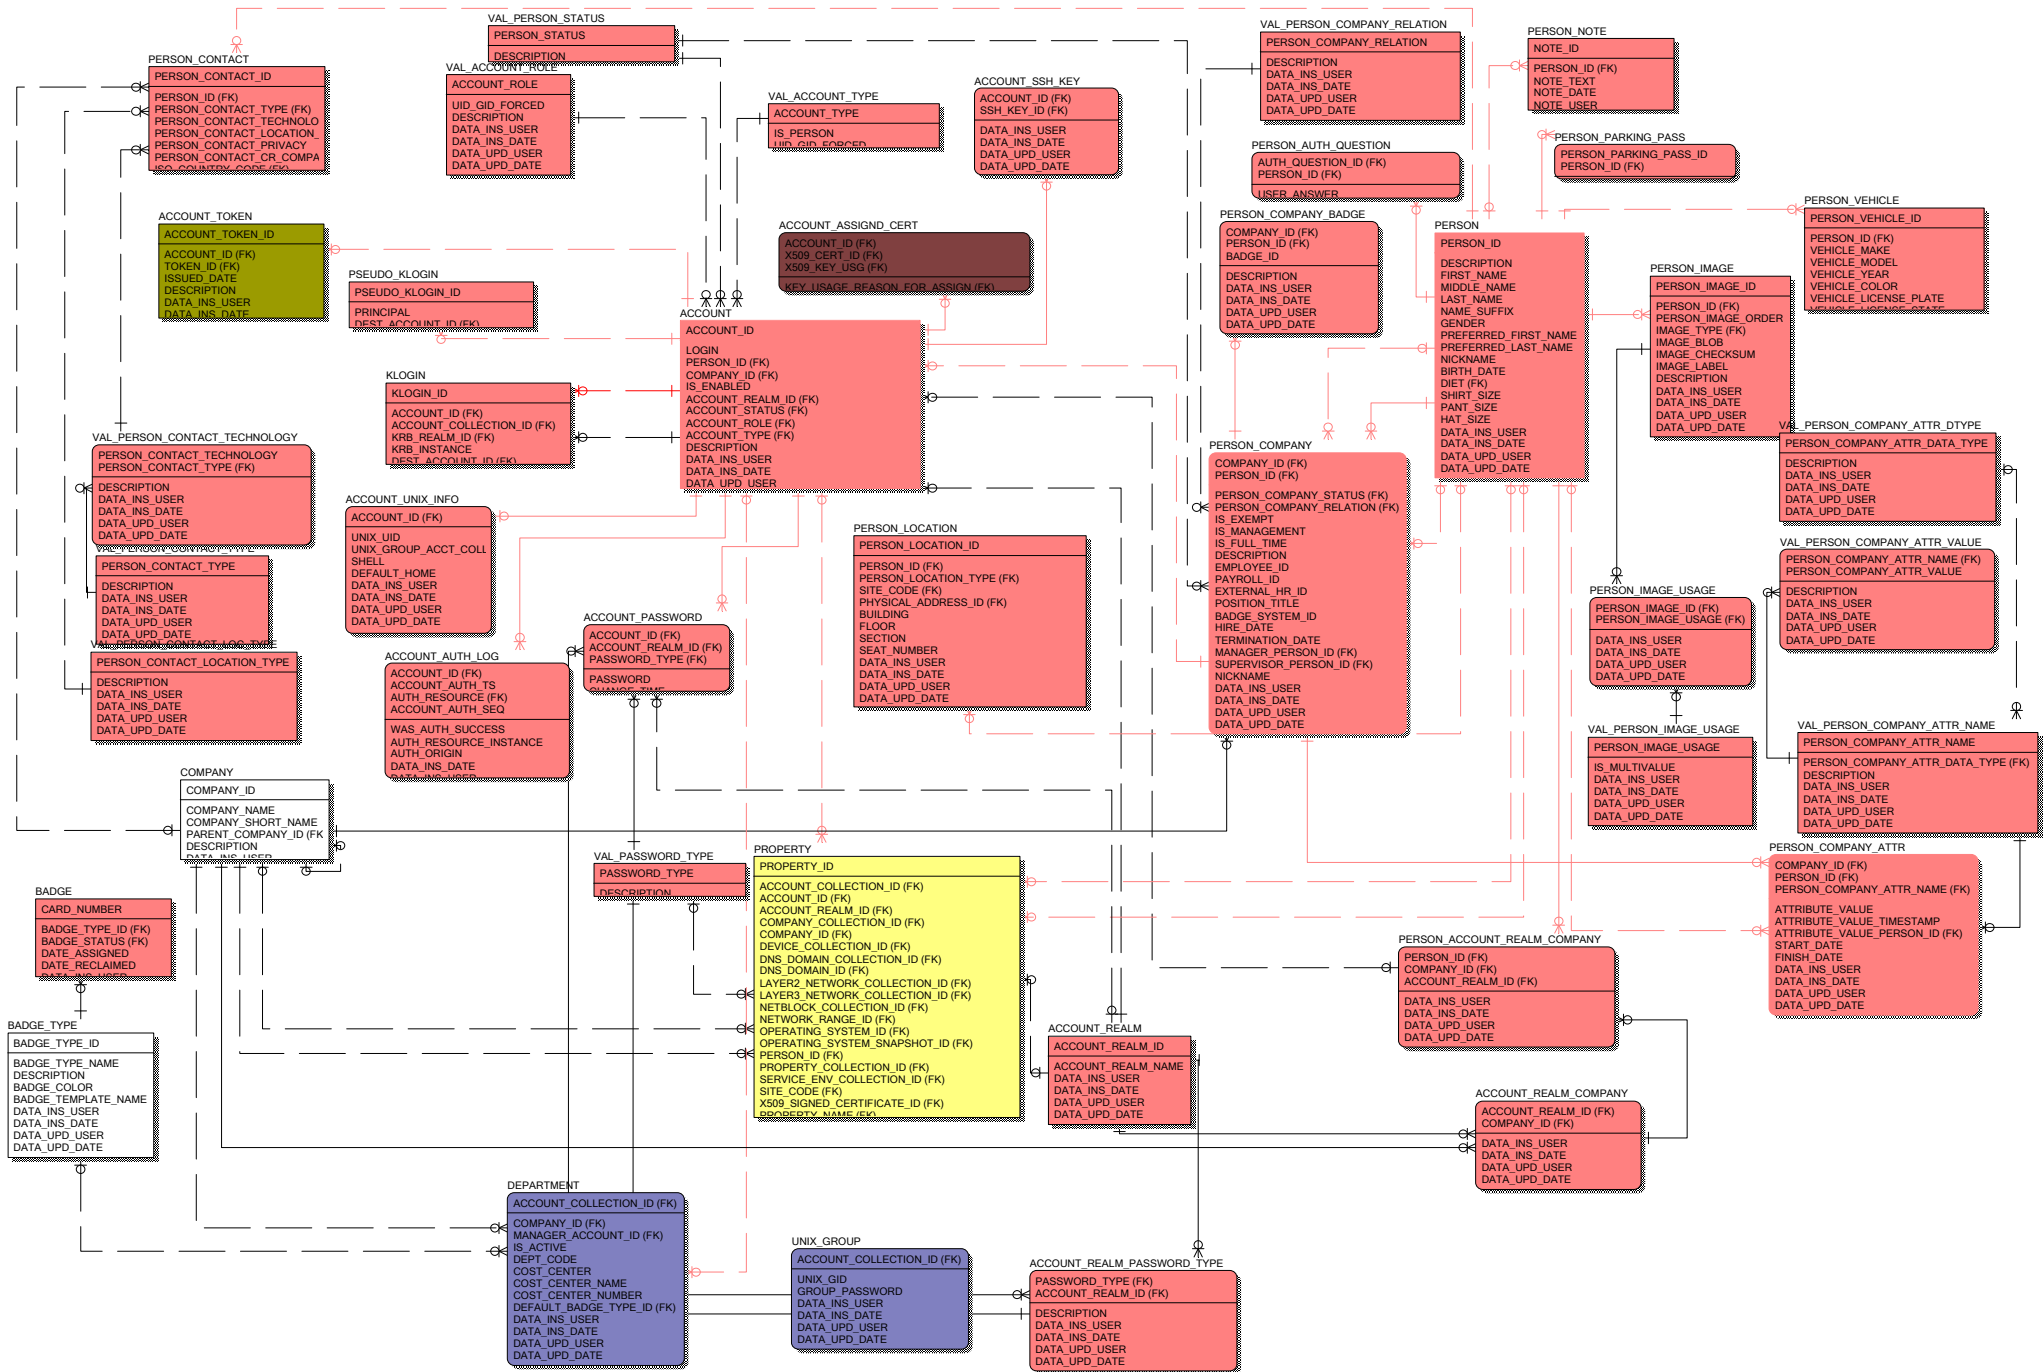 PERSON_CONTACT
PERSON_CONTACT_ID
PERSON_ID (FK)
PERSON_CONTACT_TYPE (FK)
PERSON_CONTACT_TECHNOLO
PERSON_CONTACT_LOCATION_
PERSON_CONTACT_PRIVACY
PERSON_CONTACT_CR_COMPA
ISO_COUNTRY_CODE (FK)
VAL_PERSON_STATUS
PERSON_STATUS
DESCRIPTION
VAL_ACCOUNT_ROLE
ACCOUNT_ROLE
UID_GID_FORCED
DESCRIPTION
DATA_INS_USER
DATA_INS_DATE
DATA_UPD_USER
DATA_UPD_DATE
VAL_ACCOUNT_TYPE
ACCOUNT_TYPE
IS_PERSON
UID_GID_FORCED
ACCOUNT_SSH_KEY
ACCOUNT_ID (FK)
SSH_KEY_ID (FK)
DATA_INS_USER
DATA_INS_DATE
DATA_UPD_USER
DATA_UPD_DATE
VAL_PERSON_COMPANY_RELATION
PERSON_COMPANY_RELATION
DESCRIPTION
DATA_INS_USER
DATA_INS_DATE
DATA_UPD_USER
DATA_UPD_DATE
PERSON_NOTE
NOTE_ID
PERSON_ID (FK)
NOTE_TEXT
NOTE_DATE
NOTE_USER
PERSON_PARKING_PASS
PERSON_PARKING_PASS_ID
PERSON_ID (FK)
PERSON_AUTH_QUESTION
AUTH_QUESTION_ID (FK)
PERSON_ID (FK)
USER_ANSWER
PERSON_VEHICLE
PERSON_VEHICLE_ID
PERSON_ID (FK)
VEHICLE_MAKE
VEHICLE_MODEL
VEHICLE_YEAR
VEHICLE_COLOR
VEHICLE_LICENSE_PLATE
VEHICLE_LICENSE_STATE
ACCOUNT_TOKEN
ACCOUNT_TOKEN_ID
ACCOUNT_ID (FK)
TOKEN_ID (FK)
ISSUED_DATE
DESCRIPTION
DATA_INS_USER
DATA_INS_DATE
PSEUDO_KLOGIN
PSEUDO_KLOGIN_ID
PRINCIPAL
DEST_ACCOUNT_ID (FK)
ACCOUNT_ASSIGND_CERT
ACCOUNT_ID (FK)
X509_CERT_ID (FK)
X509_KEY_USG (FK)
KEY_USAGE_REASON_FOR_ASSIGN (FK)
PERSON_COMPANY_BADGE
COMPANY_ID (FK)
PERSON_ID (FK)
BADGE_ID
DESCRIPTION
DATA_INS_USER
DATA_INS_DATE
DATA_UPD_USER
DATA_UPD_DATE
PERSON
PERSON_ID
DESCRIPTION
FIRST_NAME
MIDDLE_NAME
LAST_NAME
NAME_SUFFIX
GENDER
PREFERRED_FIRST_NAME
PREFERRED_LAST_NAME
NICKNAME
BIRTH_DATE
DIET (FK)
SHIRT_SIZE
PANT_SIZE
HAT_SIZE
DATA_INS_USER
DATA_INS_DATE
DATA_UPD_USER
DATA_UPD_DATE
PERSON_IMAGE
PERSON_IMAGE_ID
PERSON_ID (FK)
PERSON_IMAGE_ORDER
IMAGE_TYPE (FK)
IMAGE_BLOB
IMAGE_CHECKSUM
IMAGE_LABEL
DESCRIPTION
DATA_INS_USER
DATA_INS_DATE
DATA_UPD_USER
DATA_UPD_DATE
ACCOUNT
ACCOUNT_ID
LOGIN
PERSON_ID (FK)
COMPANY_ID (FK)
IS_ENABLED
ACCOUNT_REALM_ID (FK)
ACCOUNT_STATUS (FK)
ACCOUNT_ROLE (FK)
ACCOUNT_TYPE (FK)
DESCRIPTION
DATA_INS_USER
DATA_INS_DATE
DATA_UPD_USER
KLOGIN
KLOGIN_ID
ACCOUNT_ID (FK)
ACCOUNT_COLLECTION_ID (FK)
KRB_REALM_ID (FK)
KRB_INSTANCE
DEST_ACCOUNT_ID (FK)
VAL_PERSON_CONTACT_TECHNOLOGY
PERSON_CONTACT_TECHNOLOGY
PERSON_CONTACT_TYPE (FK)
DESCRIPTION
DATA_INS_USER
DATA_INS_DATE
DATA_UPD_USER
DATA_UPD_DATE
VAL_PERSON_CONTACT_TYPE
PERSON_CONTACT_TYPE
DESCRIPTION
DATA_INS_USER
DATA_INS_DATE
DATA_UPD_USER
DATA_UPD_DATE
VAL_PERSON_CONTACT_LOC_TYPE
PERSON_CONTACT_LOCATION_TYPE
DESCRIPTION
DATA_INS_USER
DATA_INS_DATE
DATA_UPD_USER
DATA_UPD_DATE
ACCOUNT_UNIX_INFO
ACCOUNT_ID (FK)
UNIX_UID
UNIX_GROUP_ACCT_COLL
SHELL
DEFAULT_HOME
DATA_INS_USER
DATA_INS_DATE
DATA_UPD_USER
DATA_UPD_DATE
ACCOUNT_AUTH_LOG
ACCOUNT_ID (FK)
ACCOUNT_AUTH_TS
AUTH_RESOURCE (FK)
ACCOUNT_AUTH_SEQ
WAS_AUTH_SUCCESS
AUTH_RESOURCE_INSTANCE
AUTH_ORIGIN
DATA_INS_DATE
DATA_INS_USER
ACCOUNT_PASSWORD
ACCOUNT_ID (FK)
ACCOUNT_REALM_ID (FK)
PASSWORD_TYPE (FK)
PASSWORD
CHANGE_TIME
PERSON_LOCATION
PERSON_LOCATION_ID
PERSON_ID (FK)
PERSON_LOCATION_TYPE (FK)
SITE_CODE (FK)
PHYSICAL_ADDRESS_ID (FK)
BUILDING
FLOOR
SECTION
SEAT_NUMBER
DATA_INS_USER
DATA_INS_DATE
DATA_UPD_USER
DATA_UPD_DATE
PERSON_COMPANY
COMPANY_ID (FK)
PERSON_ID (FK)
PERSON_COMPANY_STATUS (FK)
PERSON_COMPANY_RELATION (FK)
IS_EXEMPT
IS_MANAGEMENT
IS_FULL_TIME
DESCRIPTION
EMPLOYEE_ID
PAYROLL_ID
EXTERNAL_HR_ID
POSITION_TITLE
BADGE_SYSTEM_ID
HIRE_DATE
TERMINATION_DATE
MANAGER_PERSON_ID (FK)
SUPERVISOR_PERSON_ID (FK)
NICKNAME
DATA_INS_USER
DATA_INS_DATE
DATA_UPD_USER
DATA_UPD_DATE
VAL_PERSON_COMPANY_ATTR_DTYPE
PERSON_COMPANY_ATTR_DATA_TYPE
DESCRIPTION
DATA_INS_USER
DATA_INS_DATE
DATA_UPD_USER
DATA_UPD_DATE
VAL_PERSON_COMPANY_ATTR_VALUE
PERSON_COMPANY_ATTR_NAME (FK)
PERSON_COMPANY_ATTR_VALUE
DESCRIPTION
DATA_INS_USER
DATA_INS_DATE
DATA_UPD_USER
DATA_UPD_DATE
PERSON_IMAGE_USAGE
PERSON_IMAGE_ID (FK)
PERSON_IMAGE_USAGE (FK)
DATA_INS_USER
DATA_INS_DATE
DATA_UPD_USER
DATA_UPD_DATE
VAL_PERSON_IMAGE_USAGE
PERSON_IMAGE_USAGE
IS_MULTIVALUE
DATA_INS_USER
DATA_INS_DATE
DATA_UPD_USER
DATA_UPD_DATE
VAL_PERSON_COMPANY_ATTR_NAME
PERSON_COMPANY_ATTR_NAME
PERSON_COMPANY_ATTR_DATA_TYPE (FK)
DESCRIPTION
DATA_INS_USER
DATA_INS_DATE
DATA_UPD_USER
DATA_UPD_DATE
COMPANY
COMPANY_ID
COMPANY_NAME
COMPANY_SHORT_NAME
PARENT_COMPANY_ID (FK
DESCRIPTION
DATA_INS_USER
BADGE
CARD_NUMBER
BADGE_TYPE_ID (FK)
BADGE_STATUS (FK)
DATE_ASSIGNED
DATE_RECLAIMED
DATA_INS_USER
BADGE_TYPE
BADGE_TYPE_ID
BADGE_TYPE_NAME
DESCRIPTION
BADGE_COLOR
BADGE_TEMPLATE_NAME
DATA_INS_USER
DATA_INS_DATE
DATA_UPD_USER
DATA_UPD_DATE
VAL_PASSWORD_TYPE
PASSWORD_TYPE
DESCRIPTION
PROPERTY
PROPERTY_ID
ACCOUNT_COLLECTION_ID (FK)
ACCOUNT_ID (FK)
ACCOUNT_REALM_ID (FK)
COMPANY_COLLECTION_ID (FK)
COMPANY_ID (FK)
DEVICE_COLLECTION_ID (FK)
DNS_DOMAIN_COLLECTION_ID (FK)
DNS_DOMAIN_ID (FK)
LAYER2_NETWORK_COLLECTION_ID (FK)
LAYER3_NETWORK_COLLECTION_ID (FK)
NETBLOCK_COLLECTION_ID (FK)
NETWORK_RANGE_ID (FK)
OPERATING_SYSTEM_ID (FK)
OPERATING_SYSTEM_SNAPSHOT_ID (FK)
PERSON_ID (FK)
PROPERTY_COLLECTION_ID (FK)
SERVICE_ENV_COLLECTION_ID (FK)
SITE_CODE (FK)
X509_SIGNED_CERTIFICATE_ID (FK)
PROPERTY_NAME (FK)
ACCOUNT_REALM
ACCOUNT_REALM_ID
ACCOUNT_REALM_NAME
DATA_INS_USER
DATA_INS_DATE
DATA_UPD_USER
DATA_UPD_DATE
PERSON_COMPANY_ATTR
COMPANY_ID (FK)
PERSON_ID (FK)
PERSON_COMPANY_ATTR_NAME (FK)
ATTRIBUTE_VALUE
ATTRIBUTE_VALUE_TIMESTAMP
ATTRIBUTE_VALUE_PERSON_ID (FK)
START_DATE
FINISH_DATE
DATA_INS_USER
DATA_INS_DATE
DATA_UPD_USER
DATA_UPD_DATE
PERSON_ACCOUNT_REALM_COMPANY
PERSON_ID (FK)
COMPANY_ID (FK)
ACCOUNT_REALM_ID (FK)
DATA_INS_USER
DATA_INS_DATE
DATA_UPD_USER
DATA_UPD_DATE
ACCOUNT_REALM_COMPANY
ACCOUNT_REALM_ID (FK)
COMPANY_ID (FK)
DATA_INS_USER
DATA_INS_DATE
DATA_UPD_USER
DATA_UPD_DATE
DEPARTMENT
ACCOUNT_COLLECTION_ID (FK)
COMPANY_ID (FK)
MANAGER_ACCOUNT_ID (FK)
IS_ACTIVE
DEPT_CODE
COST_CENTER
COST_CENTER_NAME
COST_CENTER_NUMBER
DEFAULT_BADGE_TYPE_ID (FK)
DATA_INS_USER
DATA_INS_DATE
DATA_UPD_USER
DATA_UPD_DATE
UNIX_GROUP
ACCOUNT_COLLECTION_ID (FK)
UNIX_GID
GROUP_PASSWORD
DATA_INS_USER
DATA_INS_DATE
DATA_UPD_USER
DATA_UPD_DATE
ACCOUNT_REALM_PASSWORD_TYPE
PASSWORD_TYPE (FK)
ACCOUNT_REALM_ID (FK)
DESCRIPTION
DATA_INS_USER
DATA_INS_DATE
DATA_UPD_USER
DATA_UPD_DATE